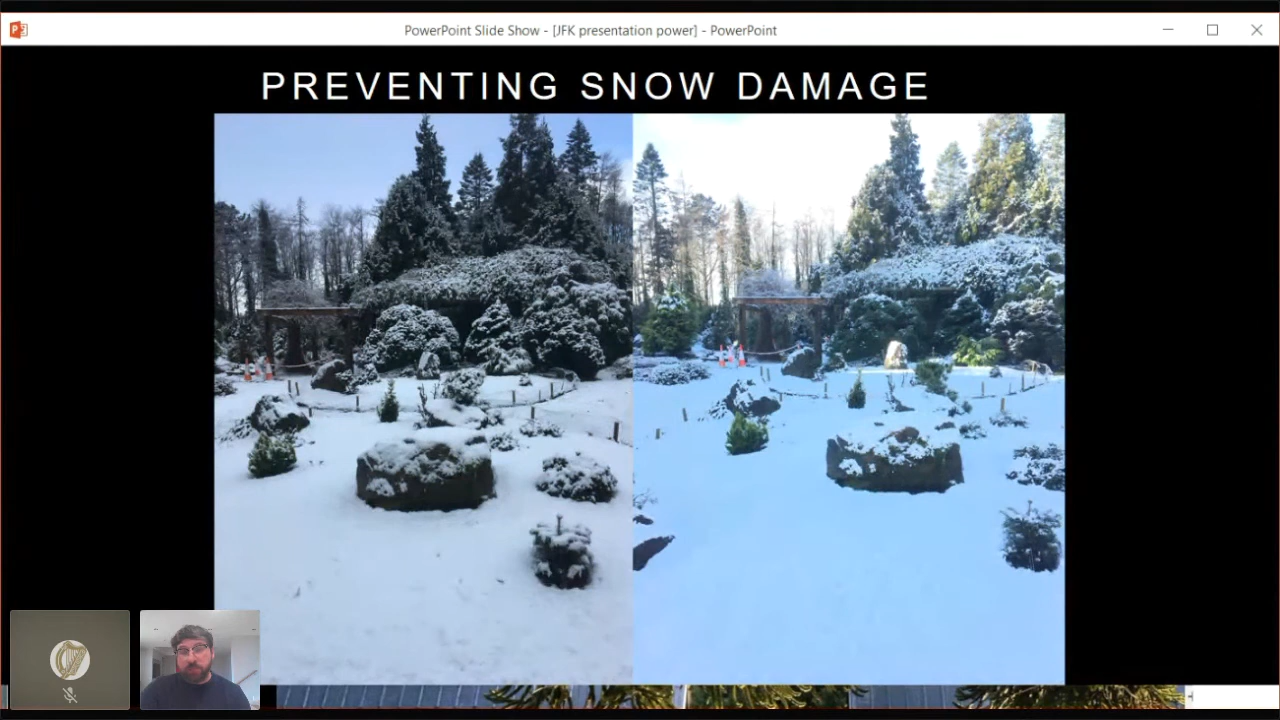 PowerPoint Slide Show - [JFK presentation power] - PowerPoint
PREVENTING SNOW DAMAGE